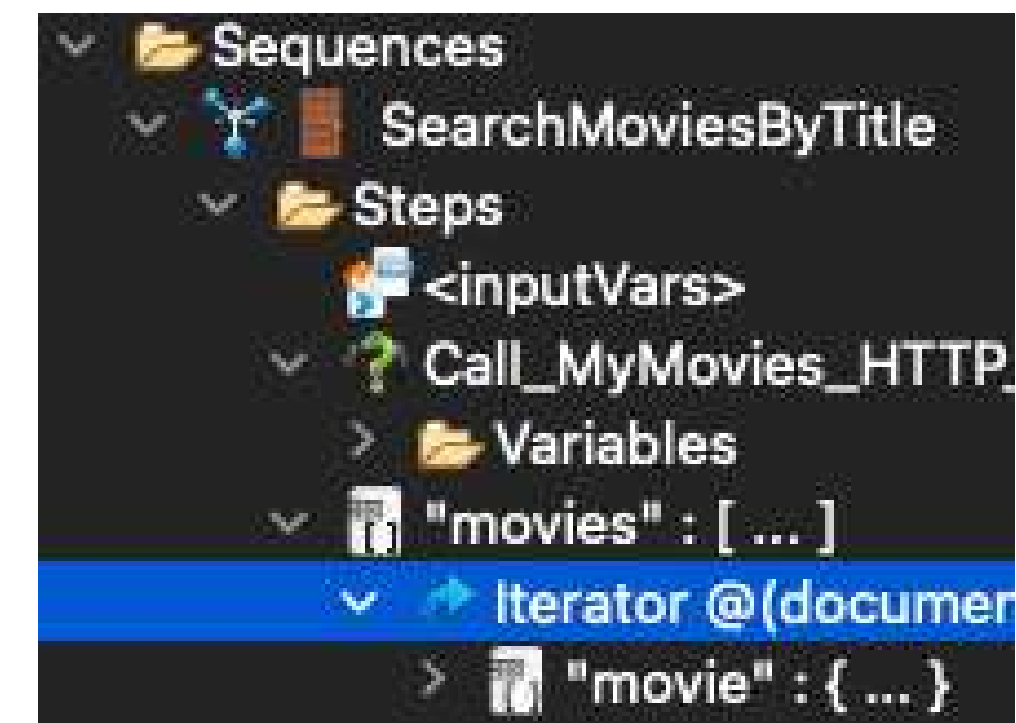 Sequences
SearchMoviesByTitle
Steps
<inputVars>
Call_MyMovies_HTTP_
Variables
"movies" : [ ... ]
Iterator @(documen
"movie" : { ... }